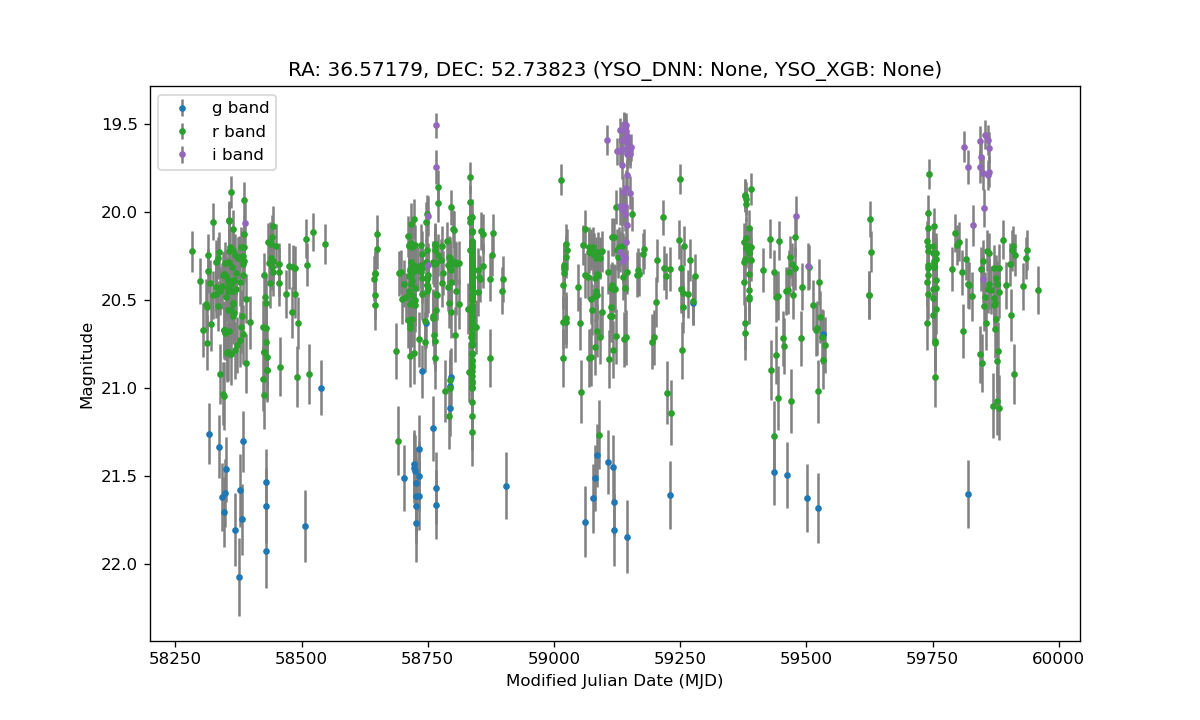 RA: 36.57179, DEC: 52.73823 (YSO_DNN: None, YSO_XGB: None)
g band
r band
i band
19.5
20.0
20.5
21.0
21.5
22.0
Magnitude
58250 58500 58750 59000 59250 59500 59750 60000
Modified Julian Date (MJD)